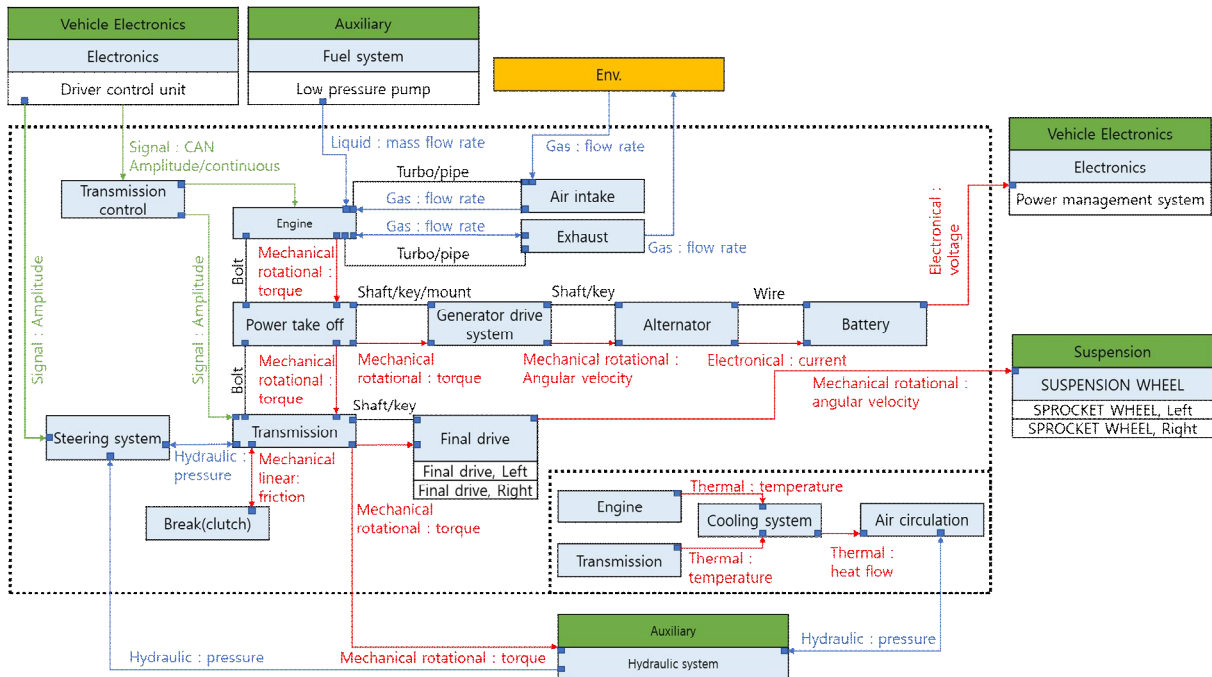 Vehicle Electronics
Electronics
Driver control unit
Auxiliary
Fuel system
Low pressure pump
Env.
Signal : CAN
Amplitude/continuous
Liquid : mass flow rate
Gas : flow rate
Vehicle Electronics
Electronics
Power management system
Transmission
control
Turbo/pipe
Air intake
Gas : flow rate
Engine
Gas : flow rate
Exhaust
Turbo/pipe
Gas : flow rate
Electronical :
voltage
Bolt
Mechanical
rotational :
torque
Signal : Amplitude
Signal : Amplitude
Shaft/key/mount
Shaft/key
Wire
Power take off
Generator drive
system
Alternator
Battery
Bolt
Mechanical
rotational :
torque
Mechanical
rotational : torque
Mechanical rotational :
Angular velocity
Electronical : current
Mechanical rotational :
angular velocity
Suspension
SUSPENSION WHEEL
SPROCKET WHEEL, Left
SPROCKET WHEEL, Right
Shaft/key
Steering system
Transmission
Final drive
Final drive, Left
Final drive, Right
Hydraulic :
pressure
Mechanical
linear:
friction
Break(clutch)
Mechanical
rotational : torque
Engine
Thermal : temperature
Cooling system
Air circulation
Transmission
Thermal :
temperature
Thermal :
heat flow
Auxiliary
Hydraulic system
Hydraulic : pressure
Mechanical rotational : torque
Hydraulic : pressure